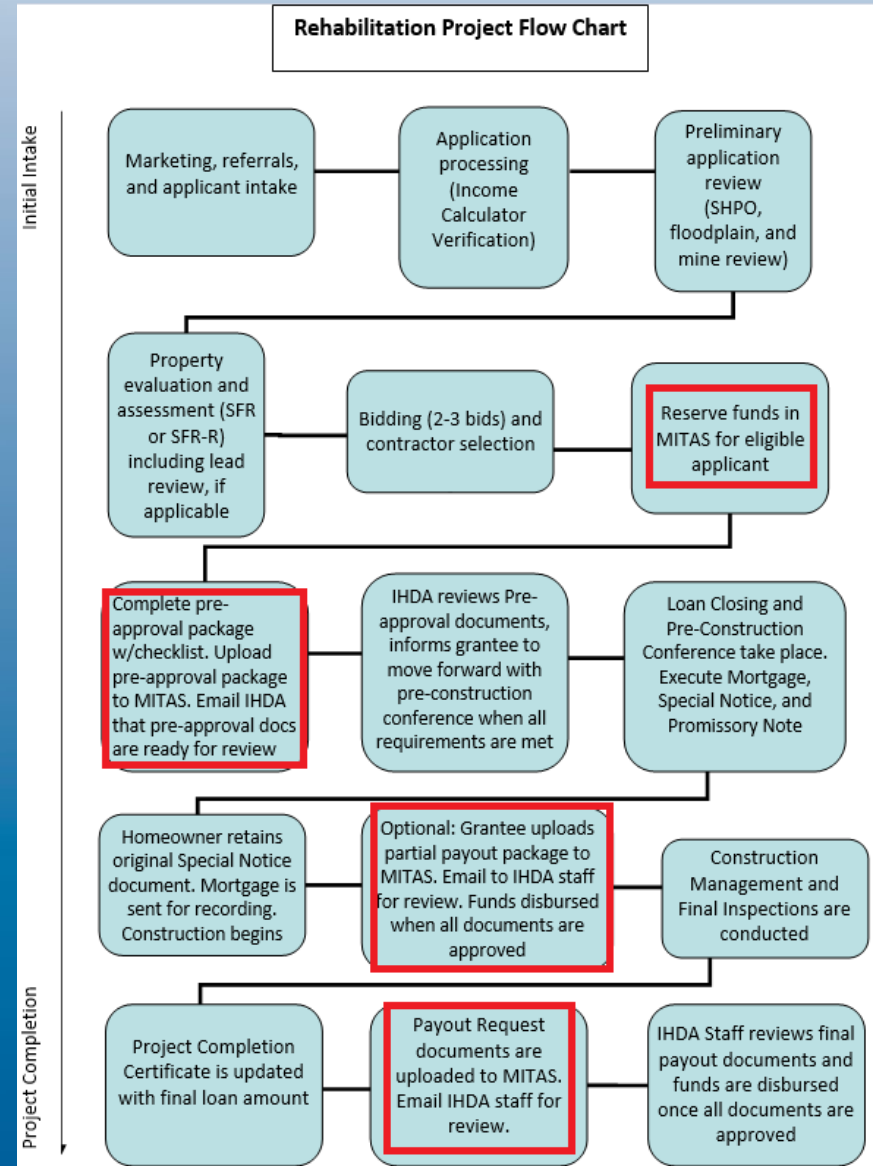 Rehabilitation Project Flow Chart
Initial Intake
Marketing, referrals,
and applicant intake
Application
processing
(Income
Calculator
Verification)
Preliminary
application
review
(SHPO,
floodplain, and
mine review)
Property
evaluation and
assessment (SFR
or SFR-R)
including lead
review, if
applicable
Bidding (2-3 bids) and
contractor selection
Reserve funds in
MITAS for eligible
applicant
Complete pre-
approval package
w/checklist. Upload
pre-approval package
to MITAS. Email IHDA
that pre-approval docs
are ready for review
IHDA reviews Pre-
approval documents,
informs grantee to
move forward with
pre-construction
conference when all
requirements are met
Loan Closing and
Pre-Construction
Conference take place.
Execute Mortgage,
Special Notice, and
Promissory Note
Homeowner retains
original Special Notice
document. Mortgage is
sent for recording.
Construction begins
Optional: Grantee uploads
partial payout package to
MITAS. Email to IHDA staff
for review. Funds disbursed
when all documents are
approved
Construction
Management and
Final Inspections are
conducted
Project Completion
Project Completion
Certificate is updated
with final loan amount
Payout Request
documents are
uploaded to MITAS.
Email IHDA staff for
review.
IHDA Staff reviews final
payout documents and
funds are disbursed
once all documents are
approved